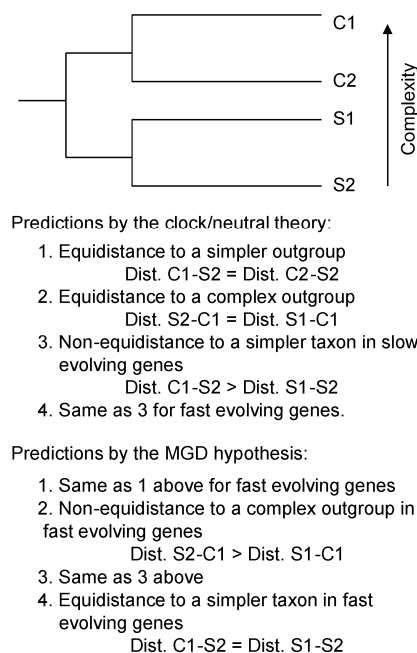 C1
C2
S1
S2
Complexity
Predictions by the clock/neutral theory:
1. Equidistance to a simpler outgroup
Dist. C1-S2 = Dist. C2-S2
2. Equidistance to a complex outgroup
Dist. S2-C1 = Dist. S1-C1
3. Non-equidistance to a simpler taxon in slow
evolving genes
Dist. C1-S2 > Dist. S1-S2
4. Same as 3 for fast evolving genes.
Predictions by the MGD hypothesis:
1. Same as 1 above for fast evolving genes
2. Non-equidistance to a complex outgroup in
fast evolving genes
Dist. S2-C1 > Dist. S1-C1
3. Same as 3 above
4. Equidistance to a simpler taxon in fast
evolving genes
Dist. C1-S2 = Dist. S1-S2